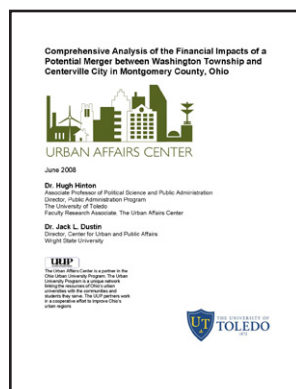 Comprehensive Analysis of the Financial Impacts of a
Potential Merger between Washington Township and
Centerville City in Montgomery County, Ohio
URBAN AFFAIRS CENTER
June 2008
Dr. Hugh Hinton
Associate Professor of Political Science and Public Administration
Director, Public Administration Program
The University of Toledo
Faculty Research Associate, The Urban Affairs Center
Dr. Jack L. Dustin
Director, Center for Urban and Public Affairs
Wright State University
UUP
The Urban Affairs Center is a partner in the
Ohio Urban University Program. The Urban
University Program is a unique network
linking the resources of Ohio's urban
universities with the communities and
students they serve. The UUP partners work
in a cooperative effort to improve Ohio's
urban regions
UT
THE UNIVERSITY OF
TOLEDO
1872